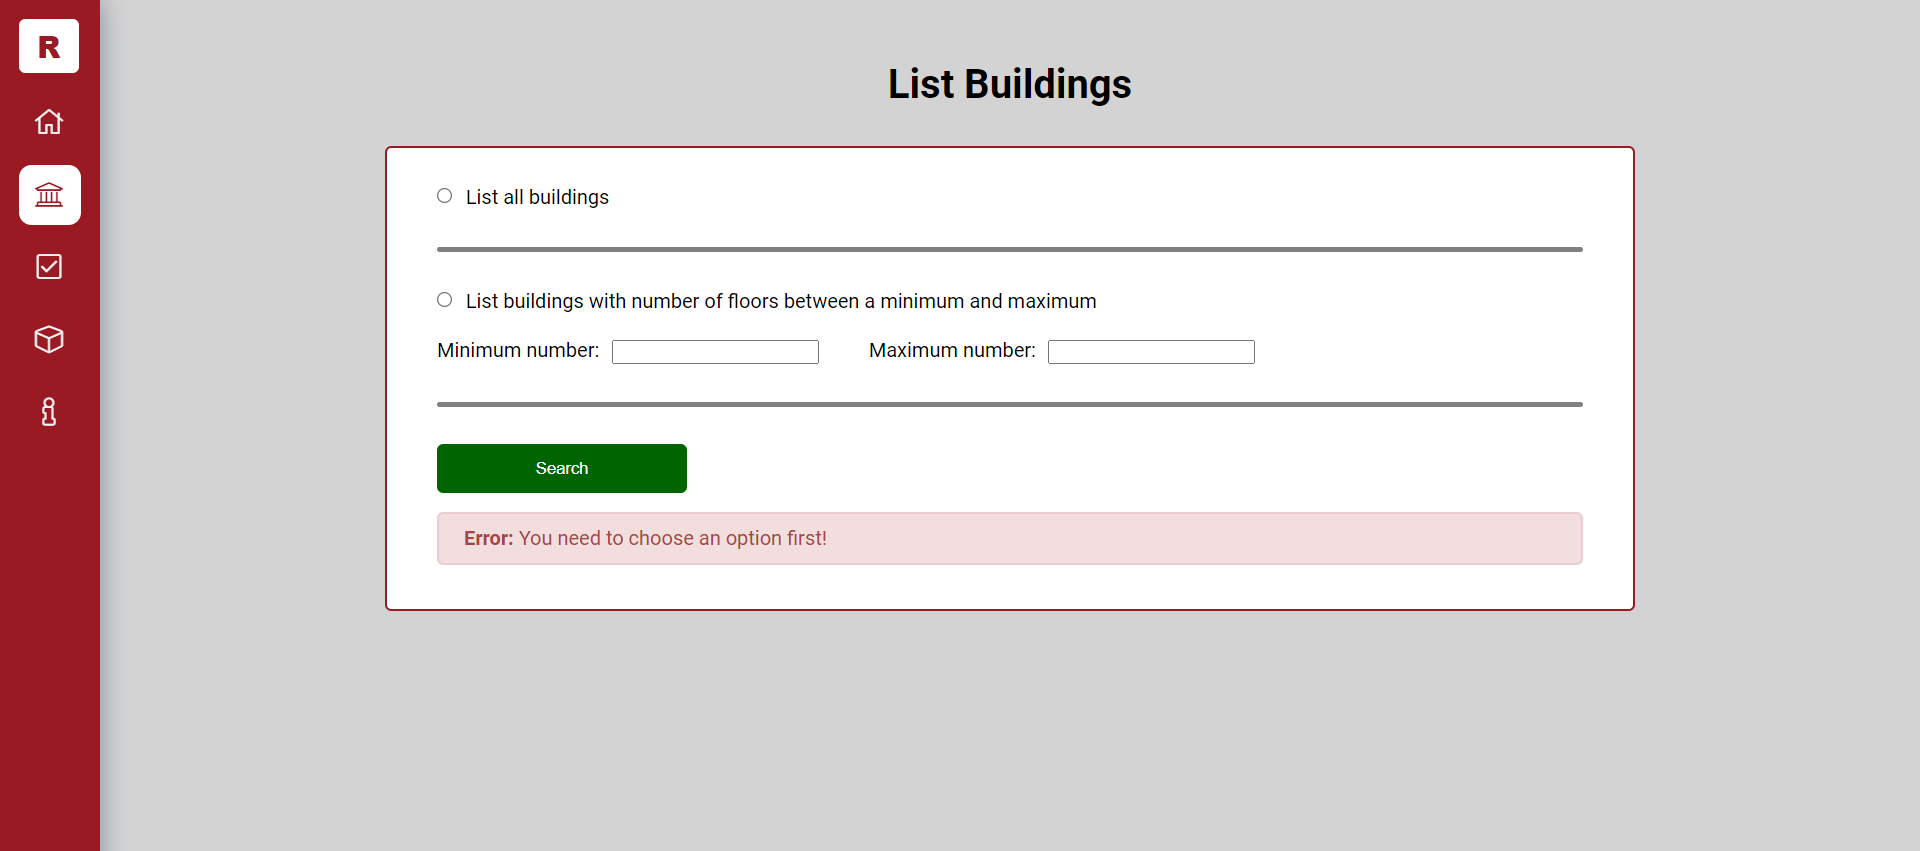 R
List Buildings
List all buildings
List buildings with number of floors between a minimum and maximum
Minimum number: Maximum number:
Search
Error: You need to choose an option first!